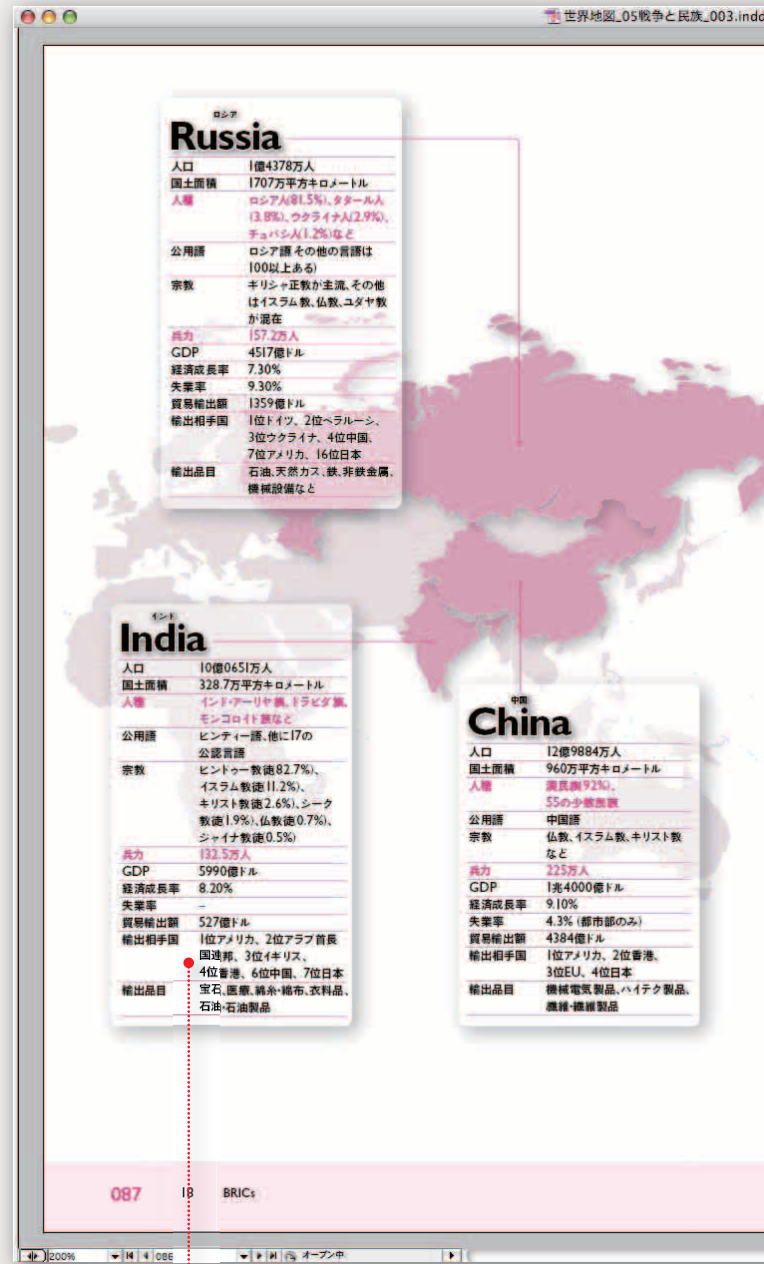 世界地図_05戦争と民族_003.indd
ロシア
Russia
人口 1億4378万人
国土面積 1707万平方キロメートル
人種 ロシア人(81.5%)、タタール人
(3.8%)、ウクライナ人(2.9%)、
チュバシ人(1.2%)など
公用語 ロシア語 その他の言語は
100以上ある)
宗教 ギリシャ正教が主流、その他
はイスラム教、仏教、ユダヤ教
が混在
兵力 157.2万人
GDP 4517億ドル
経済成長率 7.30%
失業率 9.30%
貿易輸出額 1359億ドル
輸出相手国 1位ドイツ、2位ベラルーシ、
3位ウクライナ、4位中国、
7位アメリカ、16位日本
輸出品目 石油、天然ガス、鉄、非鉄金属、
機械設備など
インド
India
人口 10億0651万人
国土面積 328.7万平方キロメートル
人種 インド・アーリヤ族、ドラビダ族、
モンゴロイド族など
公用語 ヒンディー語、他に17の
公認言語
宗教 ヒンドゥー教徒82.7%)、
イスラム教徒11.2%)、
キリスト教徒2.6%)、シーク
教徒1.9%)、仏教徒0.7%)、
ジャイナ教徒0.5%)
兵力 132.5万人
GDP 5990億ドル
経済成長率 8.20%
失業率 –
貿易輸出額 527億ドル
輸出相手国 1位アメリカ、2位アラブ首長
国連邦、3位イギリス、
4位香港、6位中国、7位日本
輸出品目 宝石、医療、綿糸・綿布、衣料品、
石油・石油製品
中国
China
人口 12億9884万人
国土面積 960万平方キロメートル
人種 漢民族92%)、
55の少数民族
公用語 中国語
宗教 仏教、イスラム教、キリスト教
など
兵力 225万人
GDP 1兆4000億ドル
経済成長率 9.10%
失業率 4.3% (都市部のみ)
貿易輸出額 4384億ドル
輸出相手国 1位アメリカ、2位香港、
3位EU、4位日本
輸出品目 機械電気製品、ハイテク製品、
繊維・繊維製品
087 18 BRICs
200% 086 オープン中